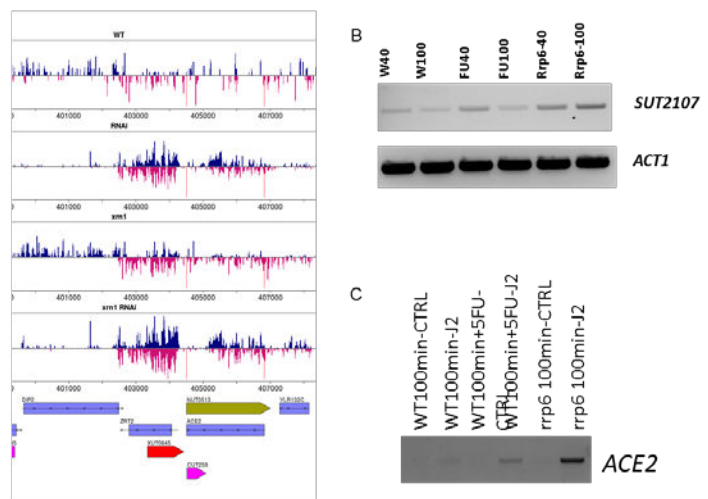 WT
401000 403000 405000 407000
RNAi
401000 403000 405000 407000
xrn1
401000 403000 405000 407000
xrn1 RNAi
401000 403000 405000 407000
DIP2
ZRT2
ACE2
B
W40
W100
FU40
FU100
Rrp6-40
Rrp6-100
SUT2107
ACT1
C
WT100min-CTRL
WT100min-J2
WT100min+5FU-
CTRL
WT100min+5FU-J2
rrp6 100min-CTRL
rrp6 100min-J2
ACE2